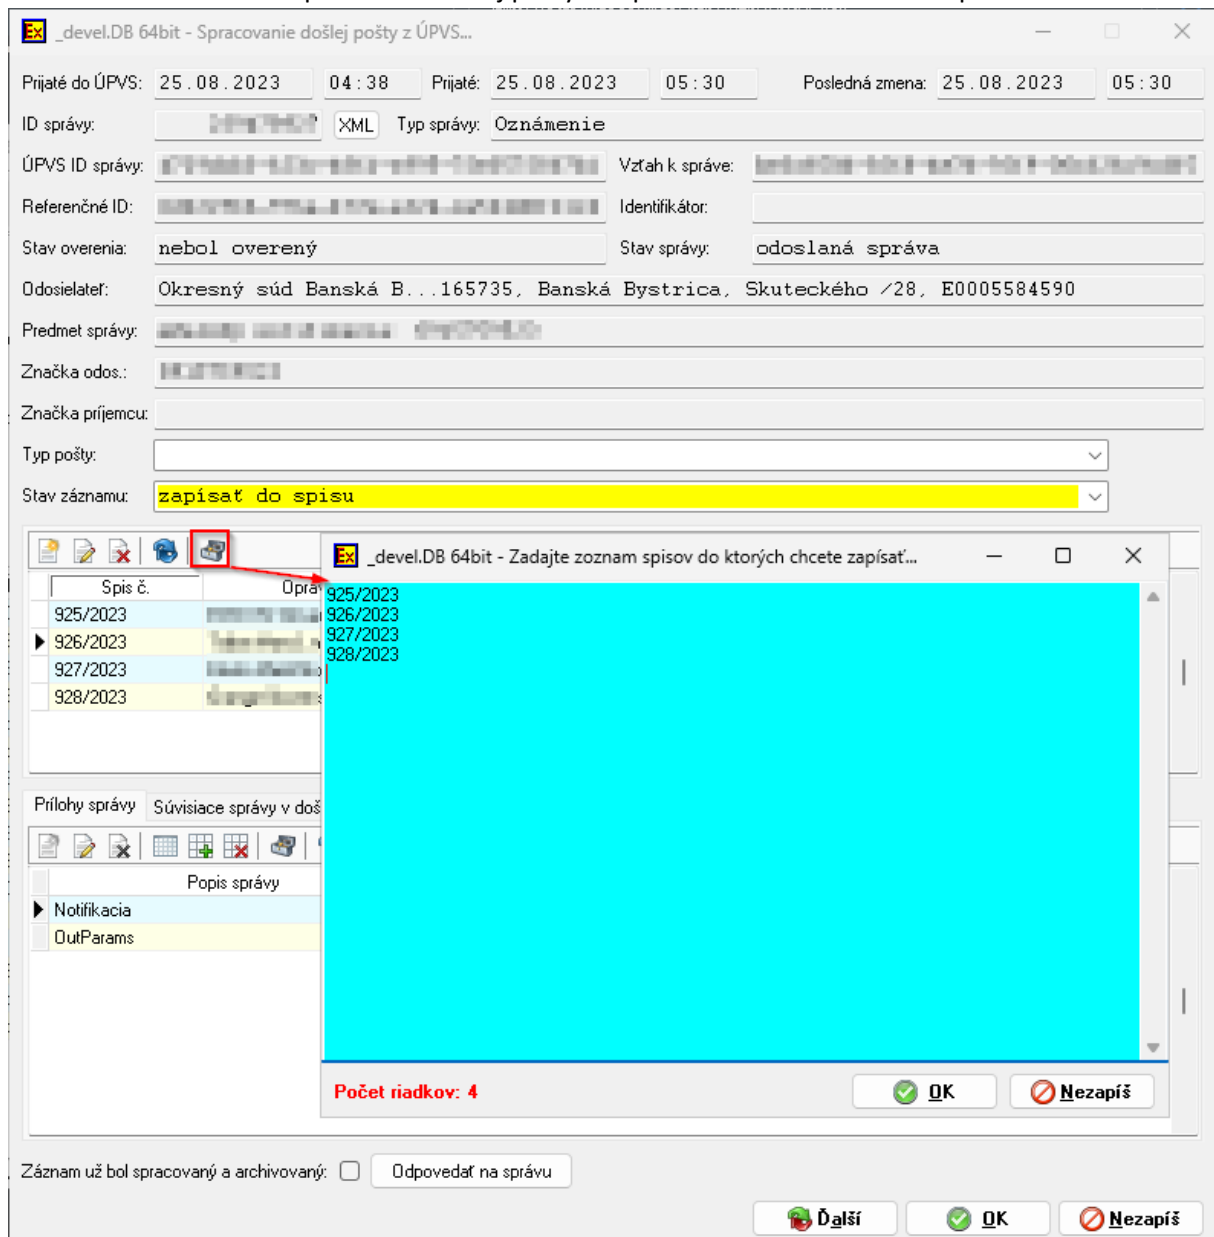 _devel.DB 64bit - Spracovanie došlej pošty z ÚPVS...
Prijaté do ÚPVS: 25.08.2023 04:38 Prijaté: 25.08.2023 05:30 Posledná zmena: 25.08.2023 05:30
ID správy: XML Typ správy: Oznámenie
ÚPVS ID správy: Vzťah k správe:
Referenčné ID: Identifikátor:
Stav overenia: nebol overený Stav správy: odoslaná správa
Odosielateľ: Okresný súd Banská B...165735, Banská Bystrica, Skuteckého /28, E0005584590
Predmet správy:
Značka odos.:
Značka príjemcu:
Typ pošty:
Stav záznamu: zapísať do spisu
_devel.DB 64bit - Zadajte zoznam spisov do ktorých chcete zapísať...
Spis č. Opráv
925/2023
926/2023
927/2023
928/2023
925/2023
926/2023
927/2023
928/2023
Prílohy správy Súvisiace správy v doš
Popis správy
Notifikacia
OutParams
Počet riadkov: 4 OK Nezapíš
Záznam už bol spracovaný a archivovaný: Odpovedať na správu
Ďalší OK Nezapíš